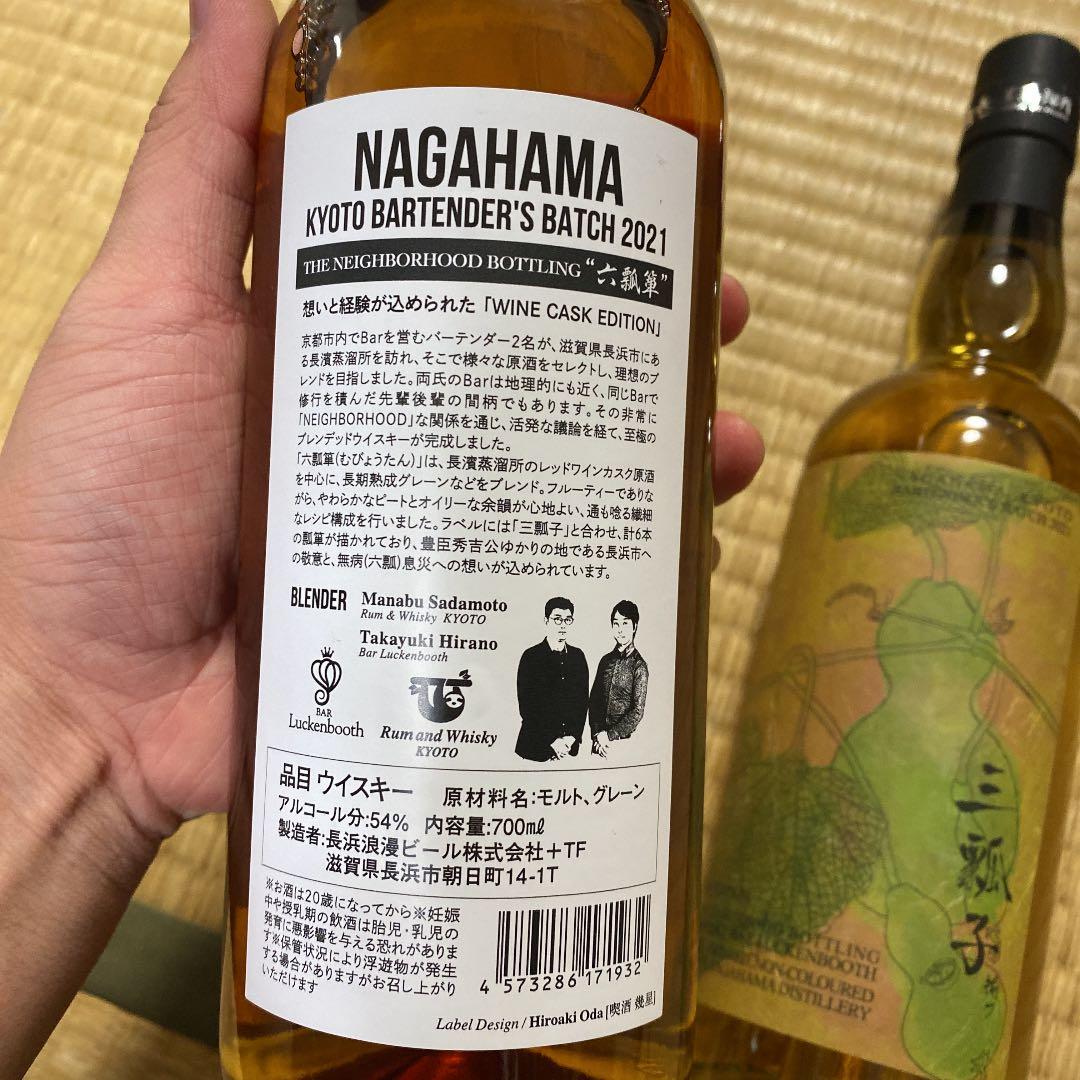 NAGAHAMA
KYOTO BARTENDER'S BATCH 2021
THE NEIGHBORHOOD BOTTLING “六瓢箪”
想いと経験が込められた「WINE CASK EDITION」
京都市内でBarを営むバーテンダー2名が、滋賀県長浜市にあ
る長濱蒸溜所を訪れ、そこで様々な原酒をセレクトし、理想のブ
レンドを目指しました。両氏のBarは地理的にも近く、同じBarで
修行を積んだ先輩後輩の間柄でもあります。その非常に
「NEIGHBORHOOD」な関係を通じ、活発な議論を経て、至極の
ブレンデッドウイスキーが完成しました。
「六瓢箪(むびょうたん)」は、長濱蒸溜所のレッドワインカスク原酒
を中心に、長期熟成グレーンなどをブレンド。フルーティーでありな
がら、やわらかなピートとオイリーな余韻が心地よい、通も唸る繊細
なレシピ構成を行いました。ラベルには「三瓢子」と合わせ、計6本
の瓢箪が描かれており、豊臣秀吉公ゆかりの地である長浜市へ
の敬意と、無病(六瓢)息災への想いが込められています。
BLENDER
Manabu Sadamoto
Rum & Whisky KYOTO
Takayuki Hirano
Bar Luckenbooth
BAR
Luckenbooth
Rum and Whisky
KYOTO
品目 ウイスキー 原材料名:モルト、グレーン
アルコール分:54% 内容量:700㎖
製造者:長浜浪漫ビール株式会社+TF
滋賀県長浜市朝日町14-1T
※お酒は20歳になってから※妊娠
中や授乳期の飲酒は胎児・乳児の
発育に悪影響を与える恐れがありま
す※保管状況により浮遊物が発生
する場合がありますがお召し上がり
いただけます
4 573286 171932
Label Design / Hiroaki Oda [喫酒 幾星]
三瓢子
BOTTLING
LUCKENBOOTH
COLOURED
HAMA DISTILLERY